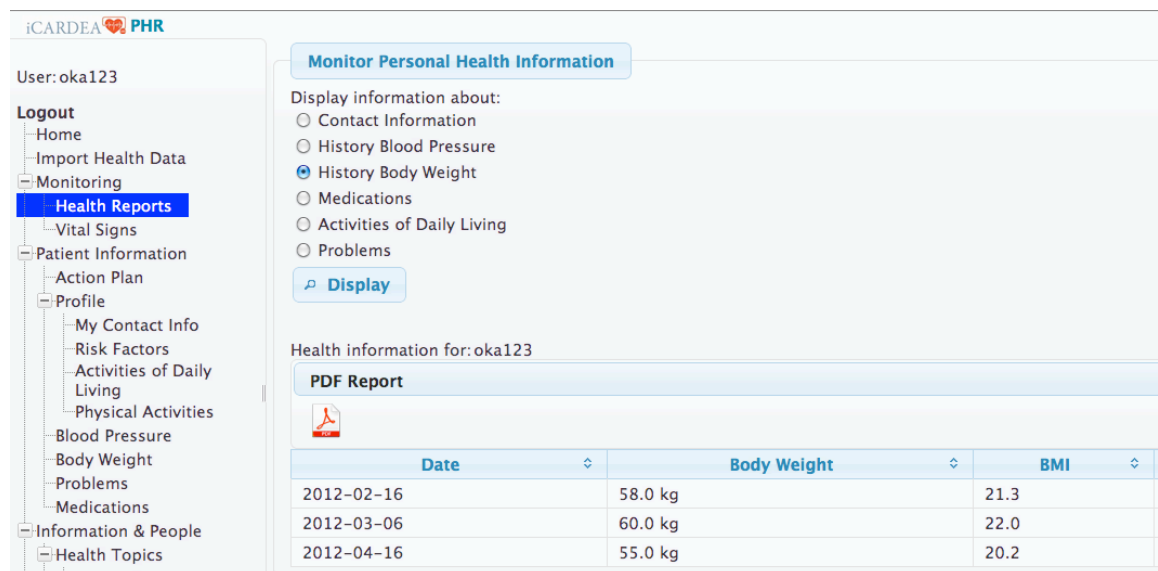 iCARDEA PHR
User: oka123
Logout
Home
Import Health Data
Monitoring
Health Reports
Vital Signs
Patient Information
Action Plan
Profile
My Contact Info
Risk Factors
Activities of Daily
Living
Physical Activities
Blood Pressure
Body Weight
Problems
Medications
Information & People
Health Topics
Monitor Personal Health Information
Display information about:
Contact Information
History Blood Pressure
History Body Weight
Medications
Activities of Daily Living
Problems
Display
Health information for: oka123
PDF Report
PDF
Date Body Weight BMI
2012-02-16 58.0 kg 21.3
2012-03-06 60.0 kg 22.0
2012-04-16 55.0 kg 20.2